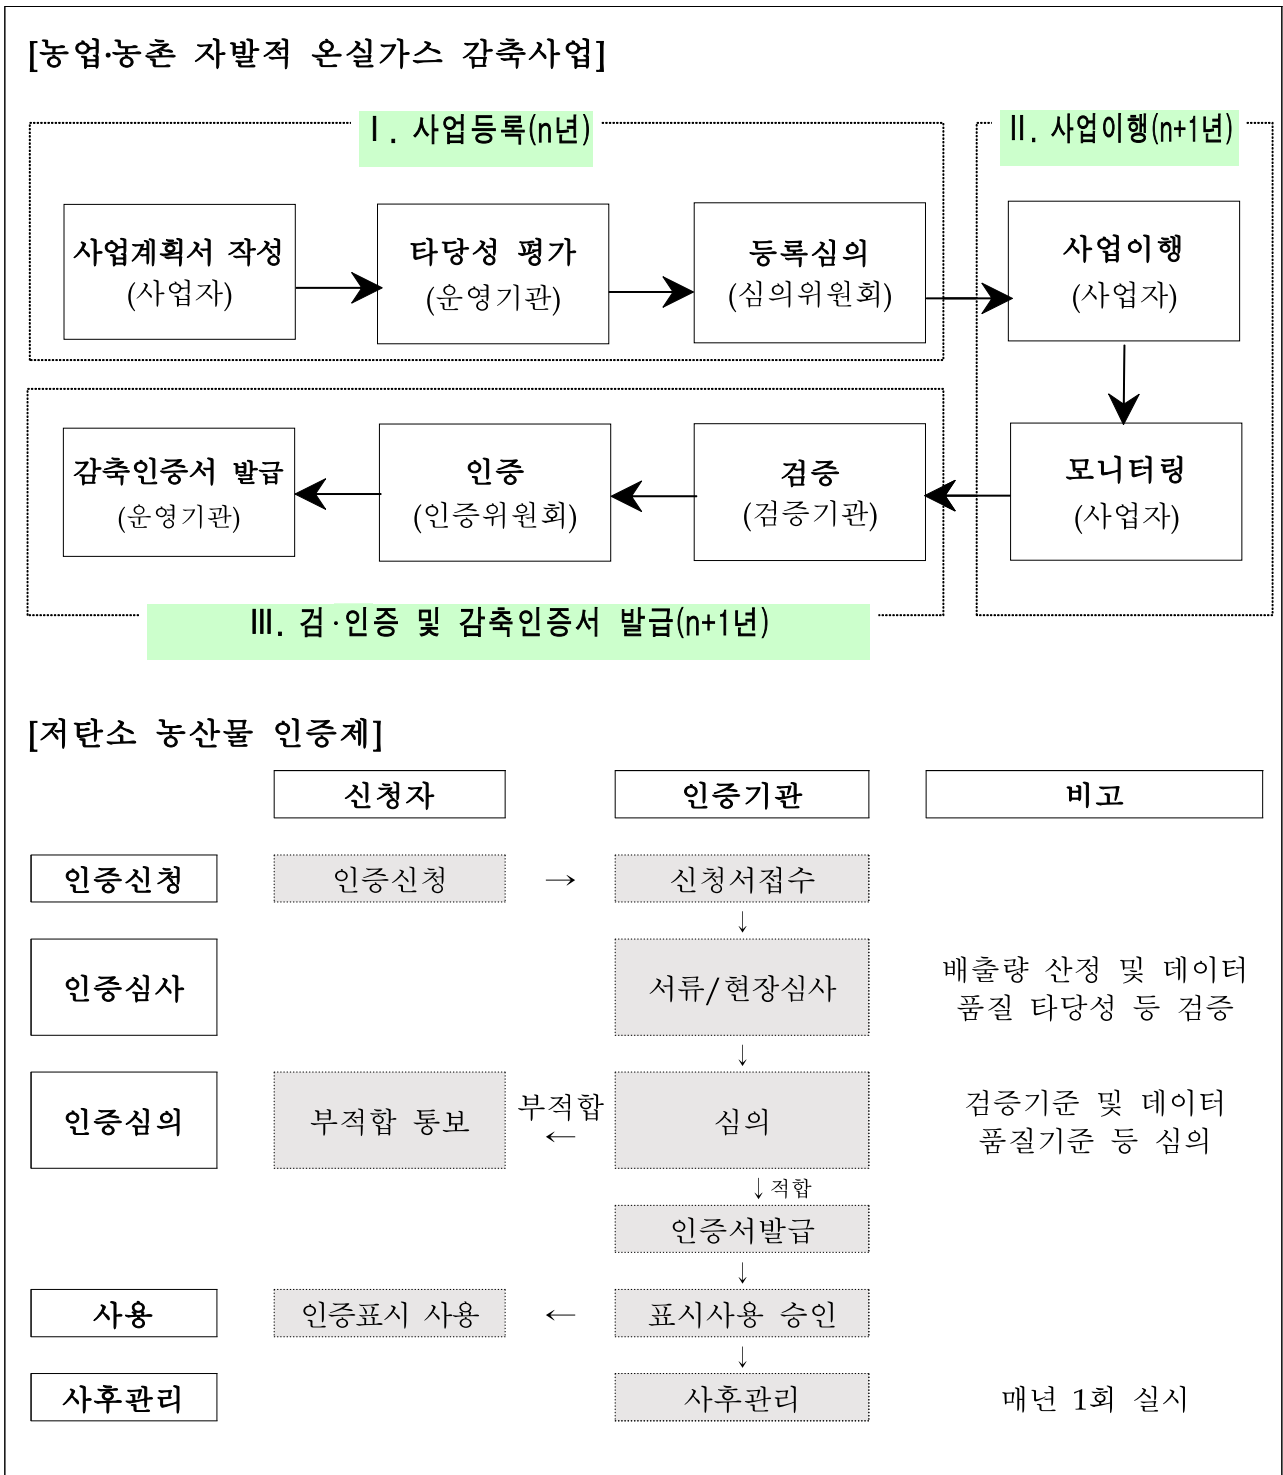 [농업·농촌 자발적 온실가스 감축사업]
Ⅰ. 사업등록(n년)
Ⅱ. 사업이행(n+1년)
사업계획서 작성
(사업자)
타당성 평가
(운영기관)
등록심의
(심의위원회)
사업이행
(사업자)
감축인증서 발급
(운영기관)
인증
(인증위원회)
검증
(검증기관)
모니터링
(사업자)
Ⅲ. 검·인증 및 감축인증서 발급(n+1년)
[저탄소 농산물 인증제]
신청자
인증기관
비고
인증신청
인증신청
→
신청서접수
↓
인증심사
서류/현장심사
배출량 산정 및 데이터
품질 타당성 등 검증
↓
인증심의
부적합 통보
부적합
←
심의
검증기준 및 데이터
품질기준 등 심의
↓적합
인증서발급
↓
사용
인증표시 사용
←
표시사용 승인
↓
사후관리
사후관리
매년 1회 실시